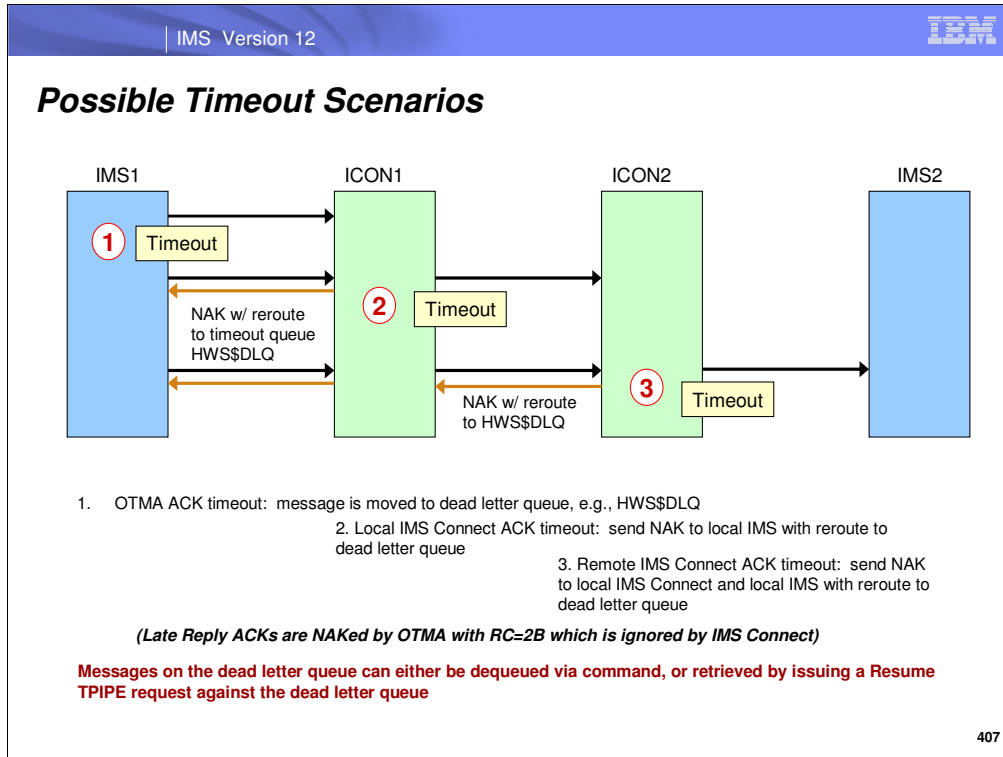 IMS Version 12
IBM
Possible Timeout Scenarios
IMS1
ICON1
ICON2
IMS2
1
Timeout
NAK w/ reroute
to timeout queue
HWS$DLQ
2
Timeout
NAK w/ reroute
to HWS$DLQ
3
Timeout
1. OTMA ACK timeout: message is moved to dead letter queue, e.g., HWS$DLQ
2. Local IMS Connect ACK timeout: send NAK to local IMS with reroute to
dead letter queue
3. Remote IMS Connect ACK timeout: send NAK
to local IMS Connect and local IMS with reroute to
dead letter queue
(Late Reply ACKs are NAKed by OTMA with RC=2B which is ignored by IMS Connect)
Messages on the dead letter queue can either be dequeued via command, or retrieved by issuing a Resume
TPIPE request against the dead letter queue
407